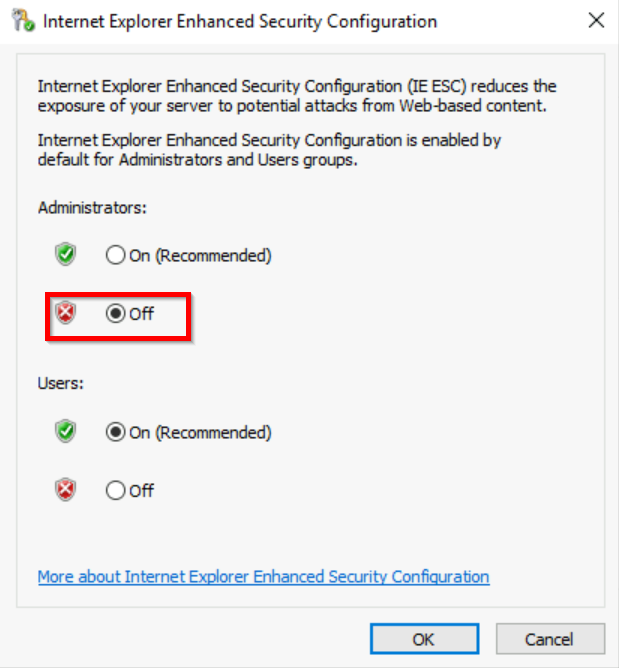 Internet Explorer Enhanced Security Configuration
Internet Explorer Enhanced Security Configuration (IE ESC) reduces the
exposure of your server to potential attacks from Web-based content.
Internet Explorer Enhanced Security Configuration is enabled by
default for Administrators and Users groups.
Administrators:
On (Recommended)
Off
Users:
On (Recommended)
Off
More about Internet Explorer Enhanced Security Configuration
OK
Cancel